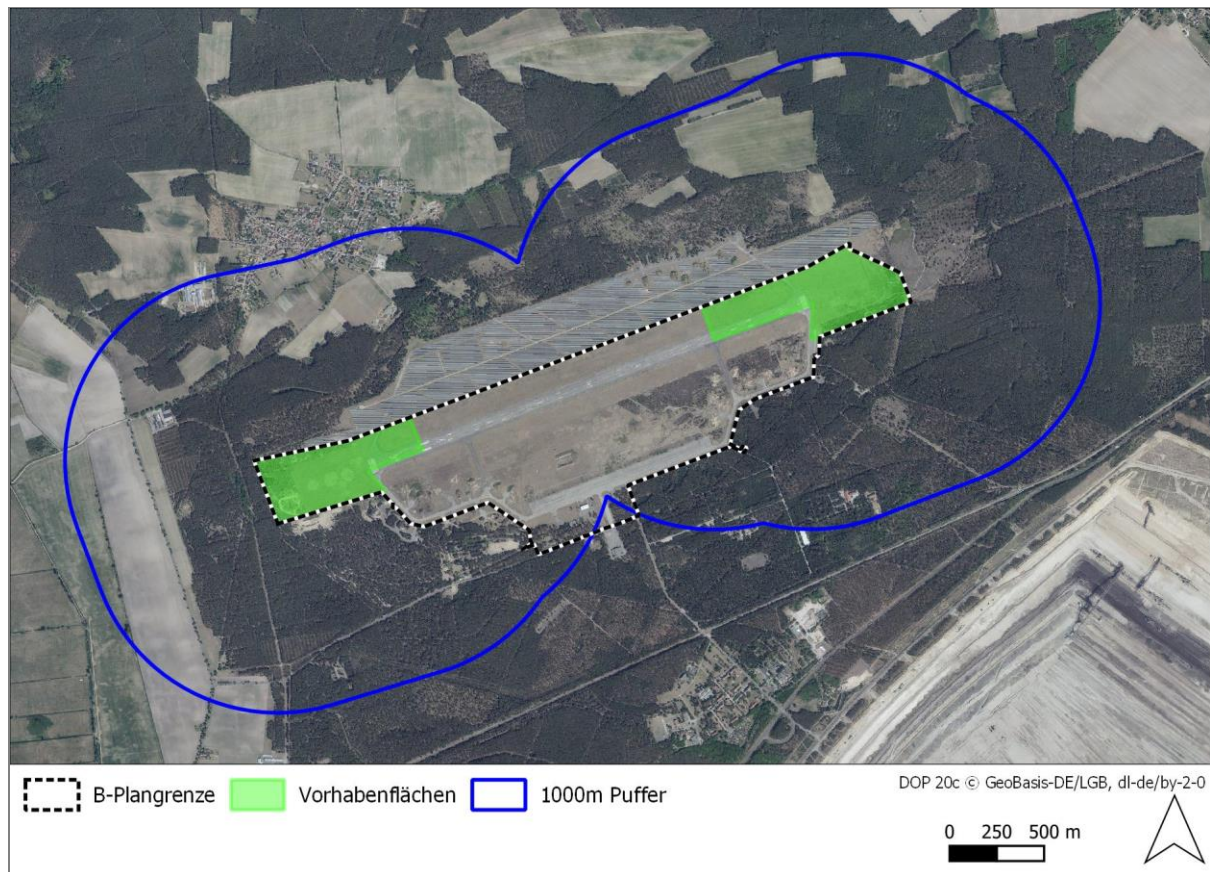 B-Plangrenze
Vorhabenflächen
1000m Puffer
DOP 20c © GeoBasis-DE/LGB, dl-de/by-2-0
0 250 500 m